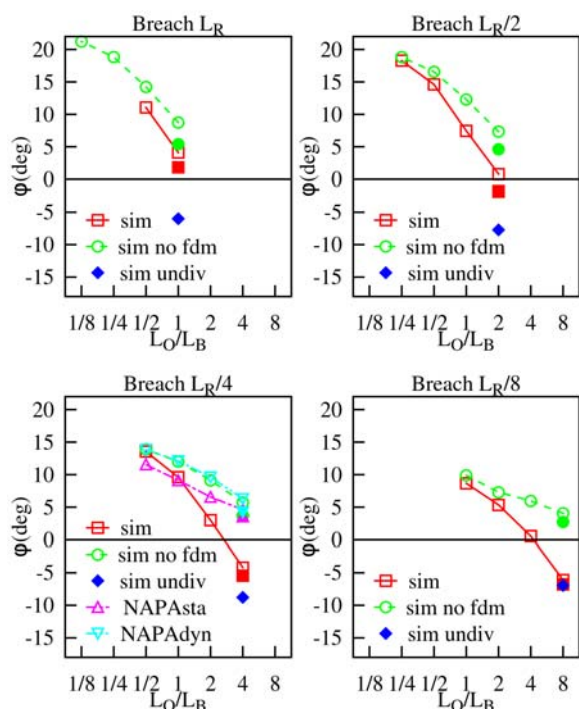 Breach L_R
20
15
10
5
0
-5
-10
-15
φ(deg)
sim
sim no fdm
sim undiv
1/8 1/4 1/2 1 2 4 8
L_O/L_B
Breach L_R/2
20
15
10
5
0
-5
-10
-15
φ(deg)
sim
sim no fdm
sim undiv
1/8 1/4 1/2 1 2 4 8
L_O/L_B
Breach L_R/4
20
15
10
5
0
-5
-10
-15
φ(deg)
sim
sim no fdm
sim undiv
NAPAsta
NAPAdyn
1/8 1/4 1/2 1 2 4 8
L_O/L_B
Breach L_R/8
20
15
10
5
0
-5
-10
-15
φ(deg)
sim
sim no fdm
sim undiv
1/8 1/4 1/2 1 2 4 8
L_O/L_B